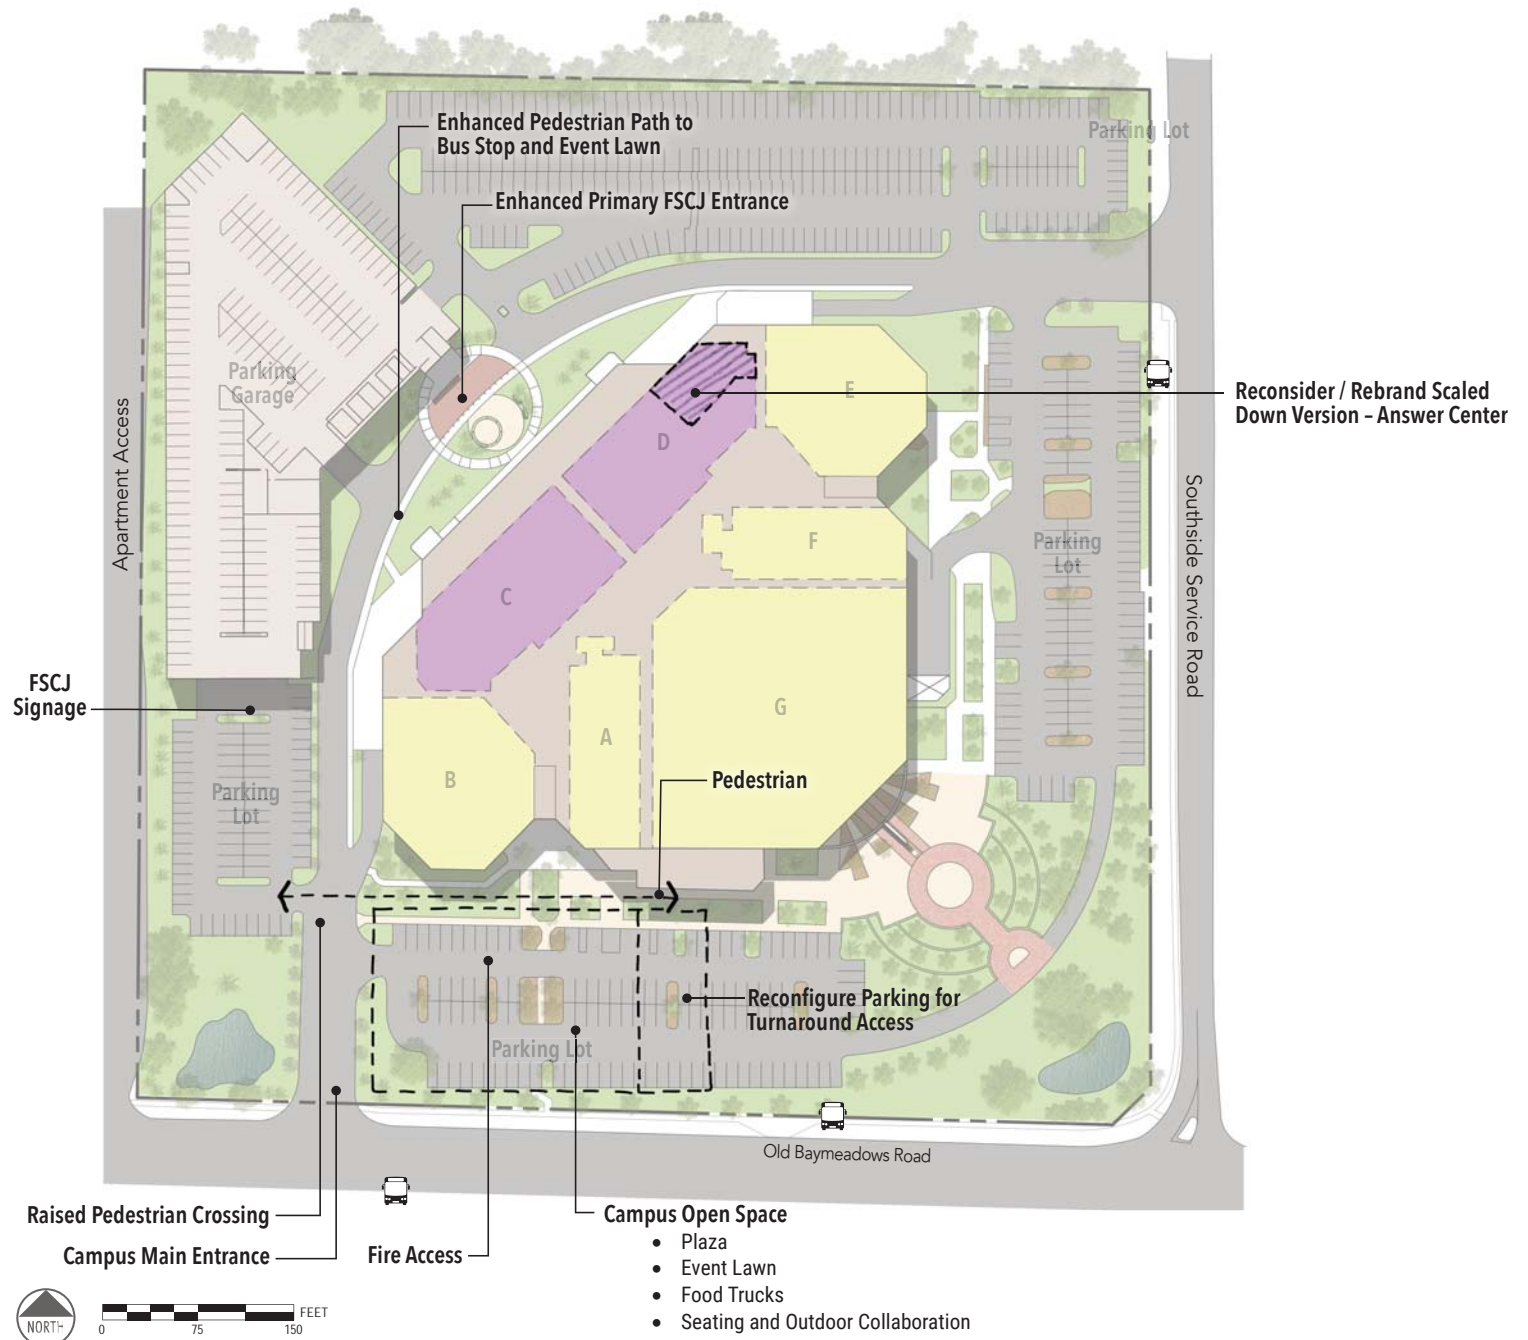 Enhanced Pedestrian Path to
Bus Stop and Event Lawn
Parking Lot
Enhanced Primary FSCJ Entrance
Parking
Garage
E
Reconsider / Rebrand Scaled
Down Version – Answer Center
D
Apartment Access
Southside Service Road
F
Parking
Lot
C
FSCJ
Signage
G
A
B
Pedestrian
Parking
Lot
Reconfigure Parking for
Turnaround Access
Parking Lot
Old Baymeadows Road
Raised Pedestrian Crossing
Campus Main Entrance
Fire Access
Campus Open Space
• Plaza
• Event Lawn
• Food Trucks
• Seating and Outdoor Collaboration
NORTH
FEET
0 75 150